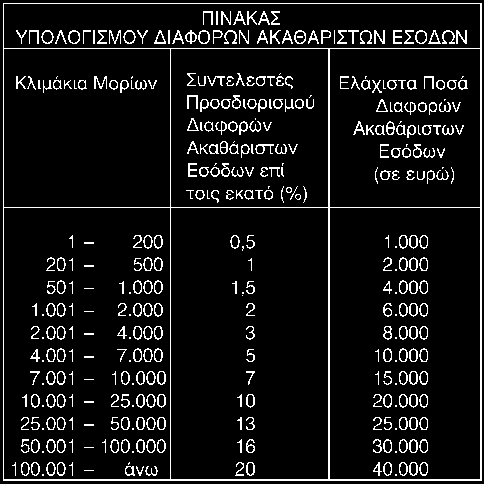 ΠΙΝΑΚΑΣ
ΥΠΟΛΟΓΙΣΜΟΥ ΔΙΑΦΟΡΩΝ ΑΚΑΘΑΡΙΣΤΩΝ ΕΣΟΔΩΝ
Κλιμάκια Μορίων
Συντελεστές
Προσδιορισμού
Διαφορών
Ακαθάριστων
Εσόδων επί
τοις εκατό (%)
Ελάχιστα Ποσά
Διαφορών
Ακαθάριστων
Εσόδων
(σε ευρώ)
1 – 200 0,5 1.000
201 – 500 1 2.000
501 – 1.000 1,5 4.000
1.001 – 2.000 2 6.000
2.001 – 4.000 3 8.000
4.001 – 7.000 5 10.000
7.001 – 10.000 7 15.000
10.001 – 25.000 10 20.000
25.001 – 50.000 13 25.000
50.001 – 100.000 16 30.000
100.001 – άνω 20 40.000